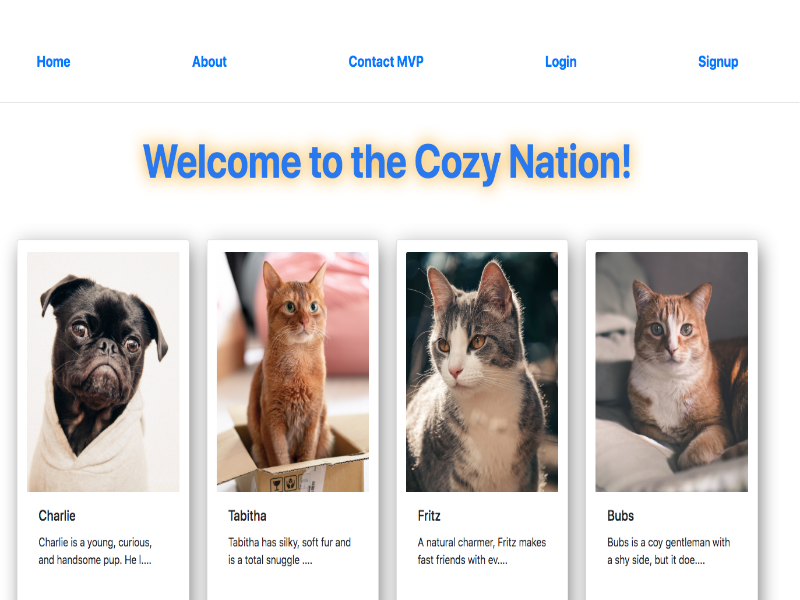 Home About Contact MVP Login Signup
Welcome to the Cozy Nation!
Charlie
Charlie is a young, curious,
and handsome pup. He l....
Tabitha
Tabitha has silky, soft fur and
is a total snuggle ....
Fritz
A natural charmer, Fritz makes
fast friends with ev....
Bubs
Bubs is a coy gentleman with
a shy side, but it doe....